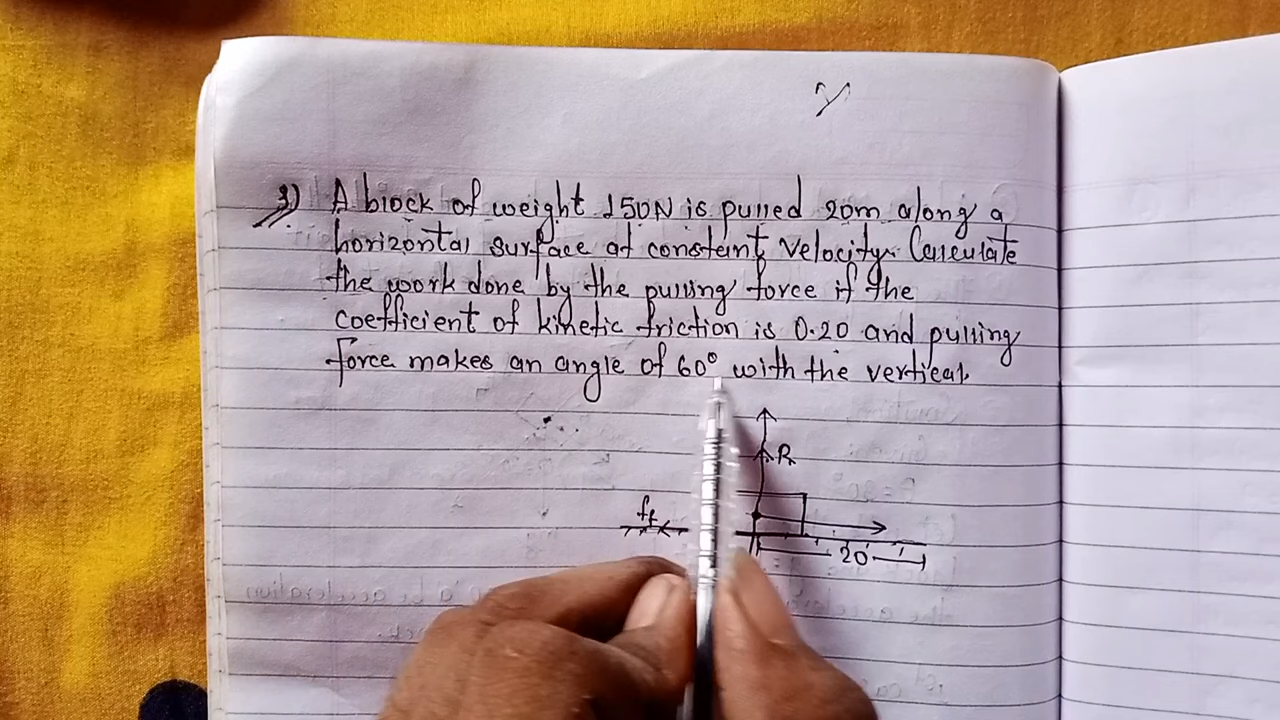 3) A block of weight 150N is pulled 20m along a
horizontal surface at constant velocity. Calculate
the work done by the pulling force if the
coefficient of kinetic friction is 0.20 and pulling
force makes an angle of 60° with the vertical.
R
fk
20